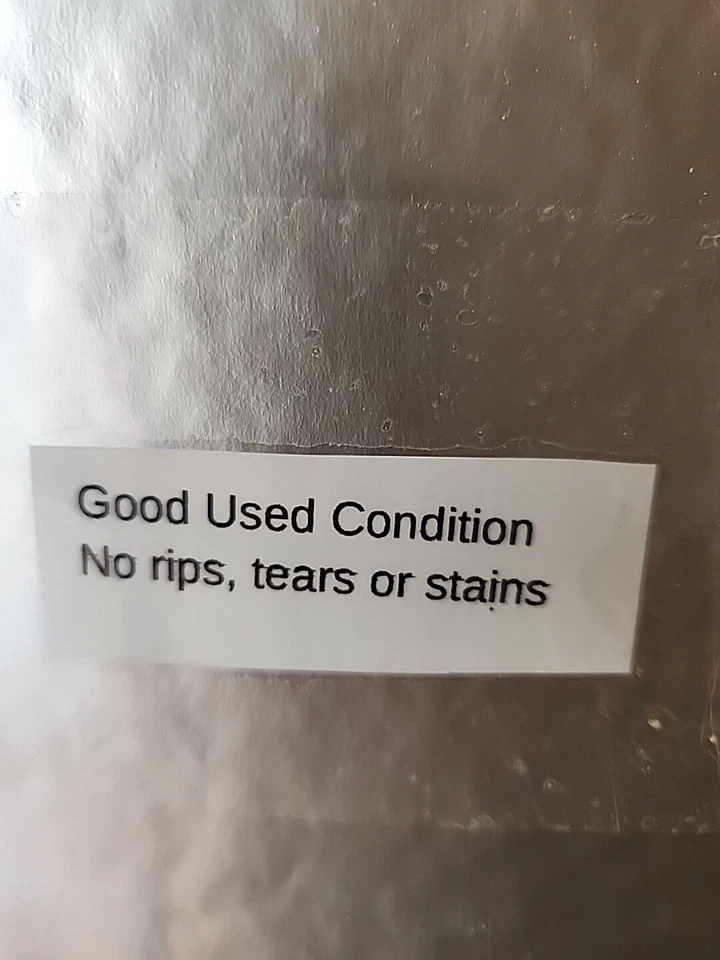 Good Used Condition
No rips, tears or stains